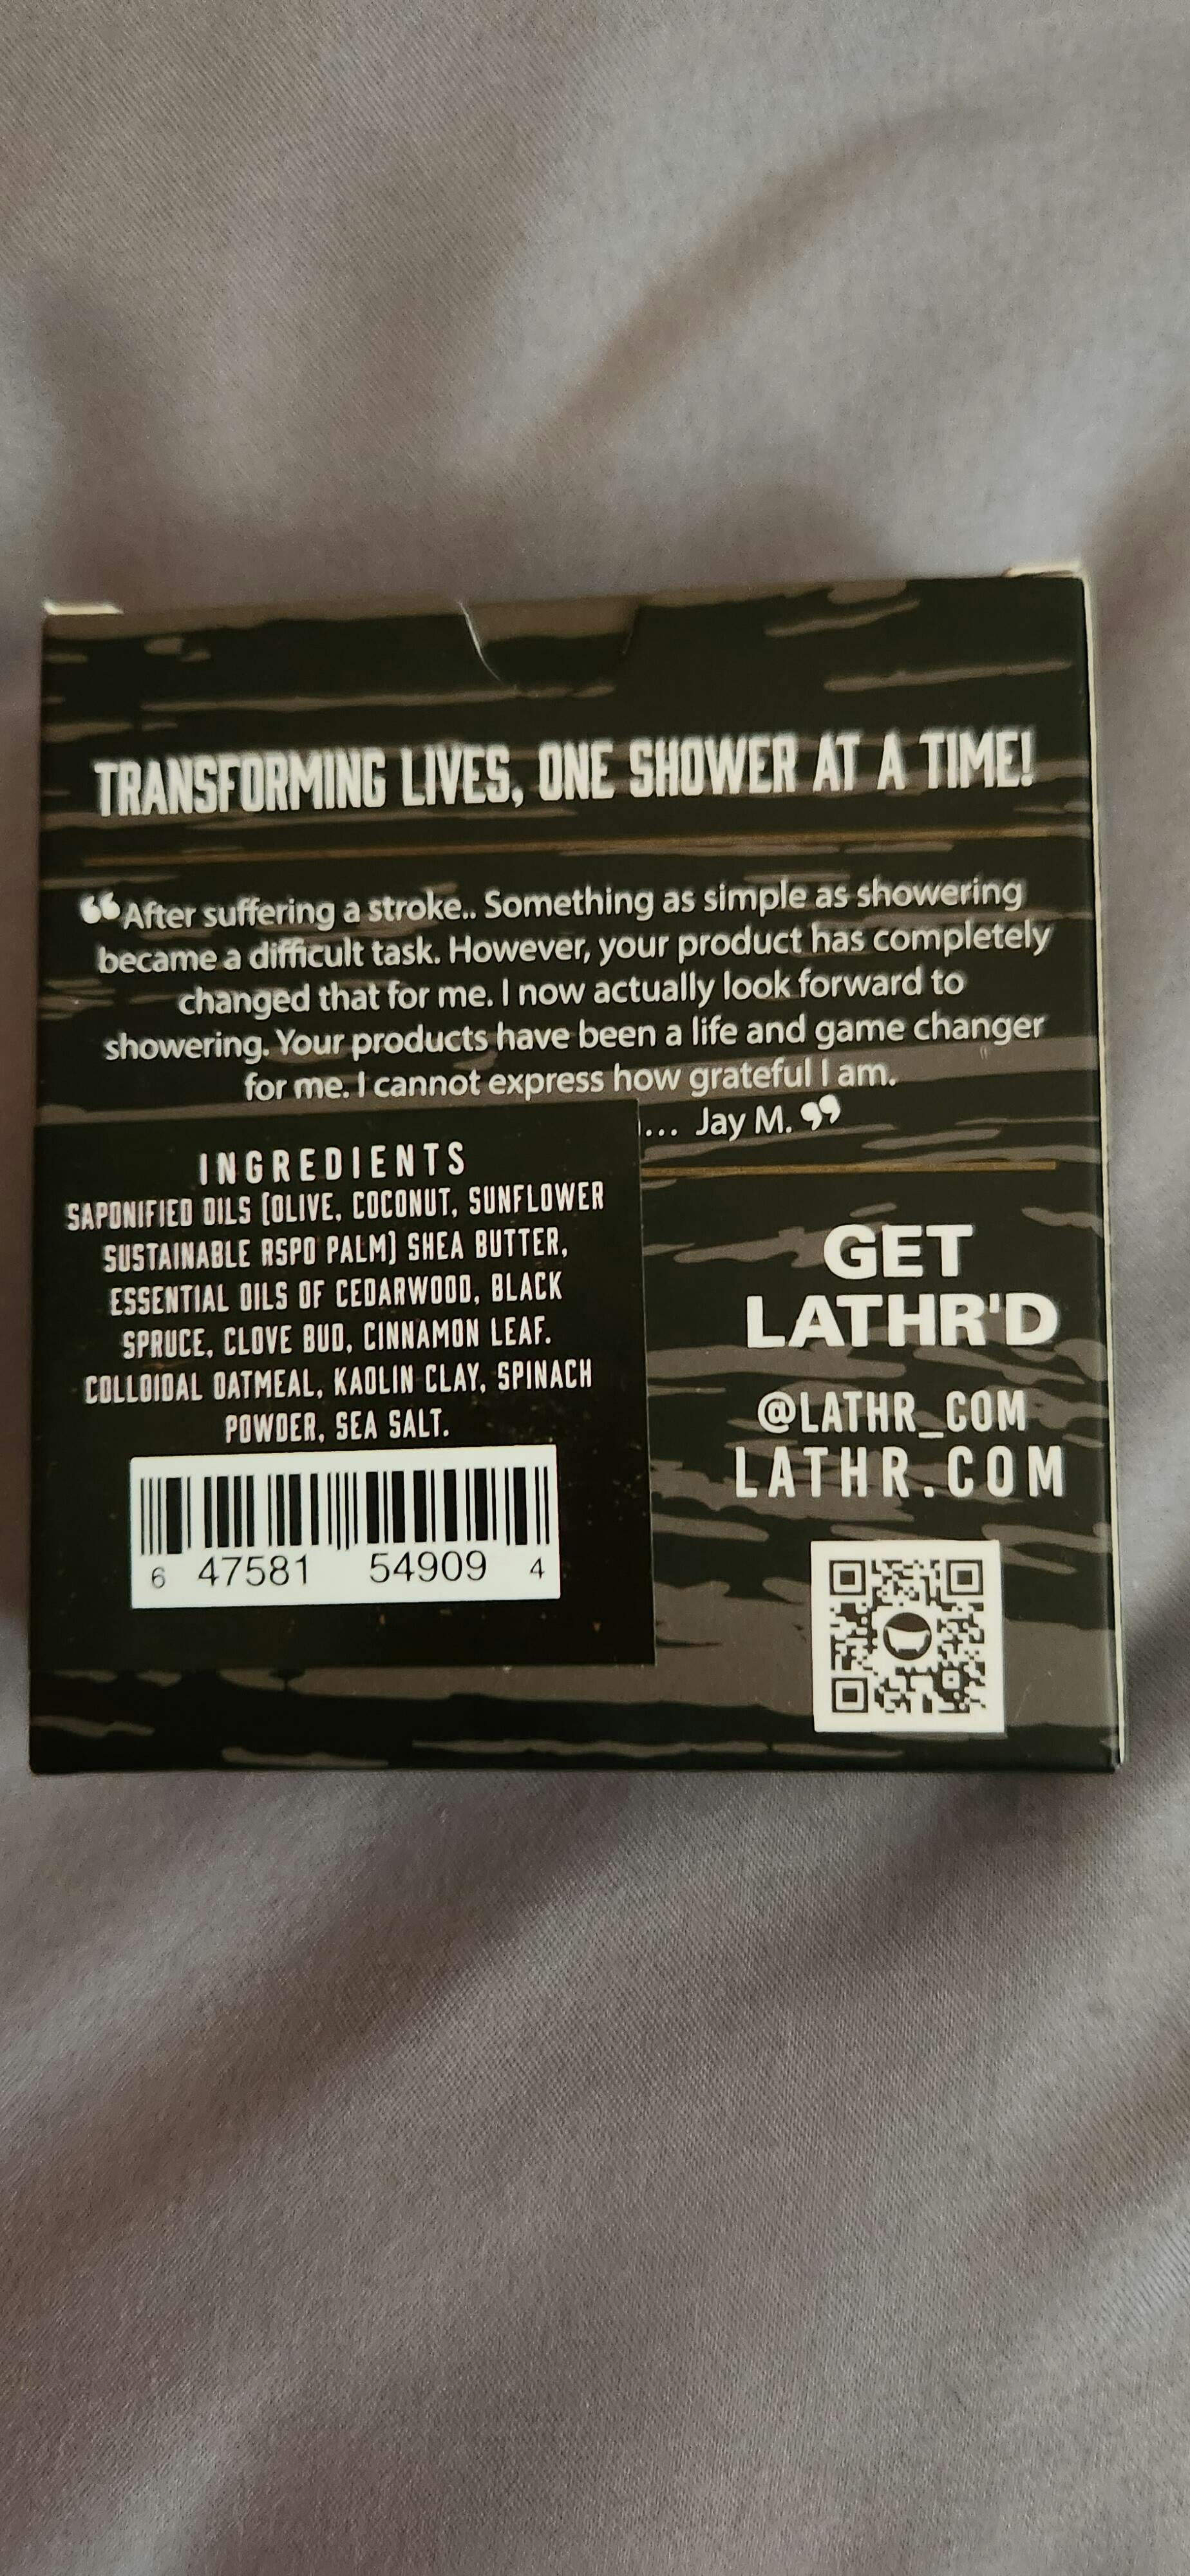 TRANSFORMING LIVES, ONE SHOWER AT A TIME!
“After suffering a stroke.. Something as simple as showering
became a difficult task. However, your product has completely
changed that for me. I now actually look forward to
showering. Your products have been a life and game changer
for me. I cannot express how grateful I am.
... Jay M.”
INGREDIENTS
SAPONIFIED OILS (OLIVE, COCONUT, SUNFLOWER
SUSTAINABLE RSPO PALM) SHEA BUTTER,
ESSENTIAL OILS OF CEDARWOOD, BLACK
SPRUCE, CLOVE BUD, CINNAMON LEAF.
COLLOIDAL OATMEAL, KAOLIN CLAY, SPINACH
POWDER, SEA SALT.
6 47581 54909 4
GET
LATHR'D
@LATHR_COM
LATHR.COM